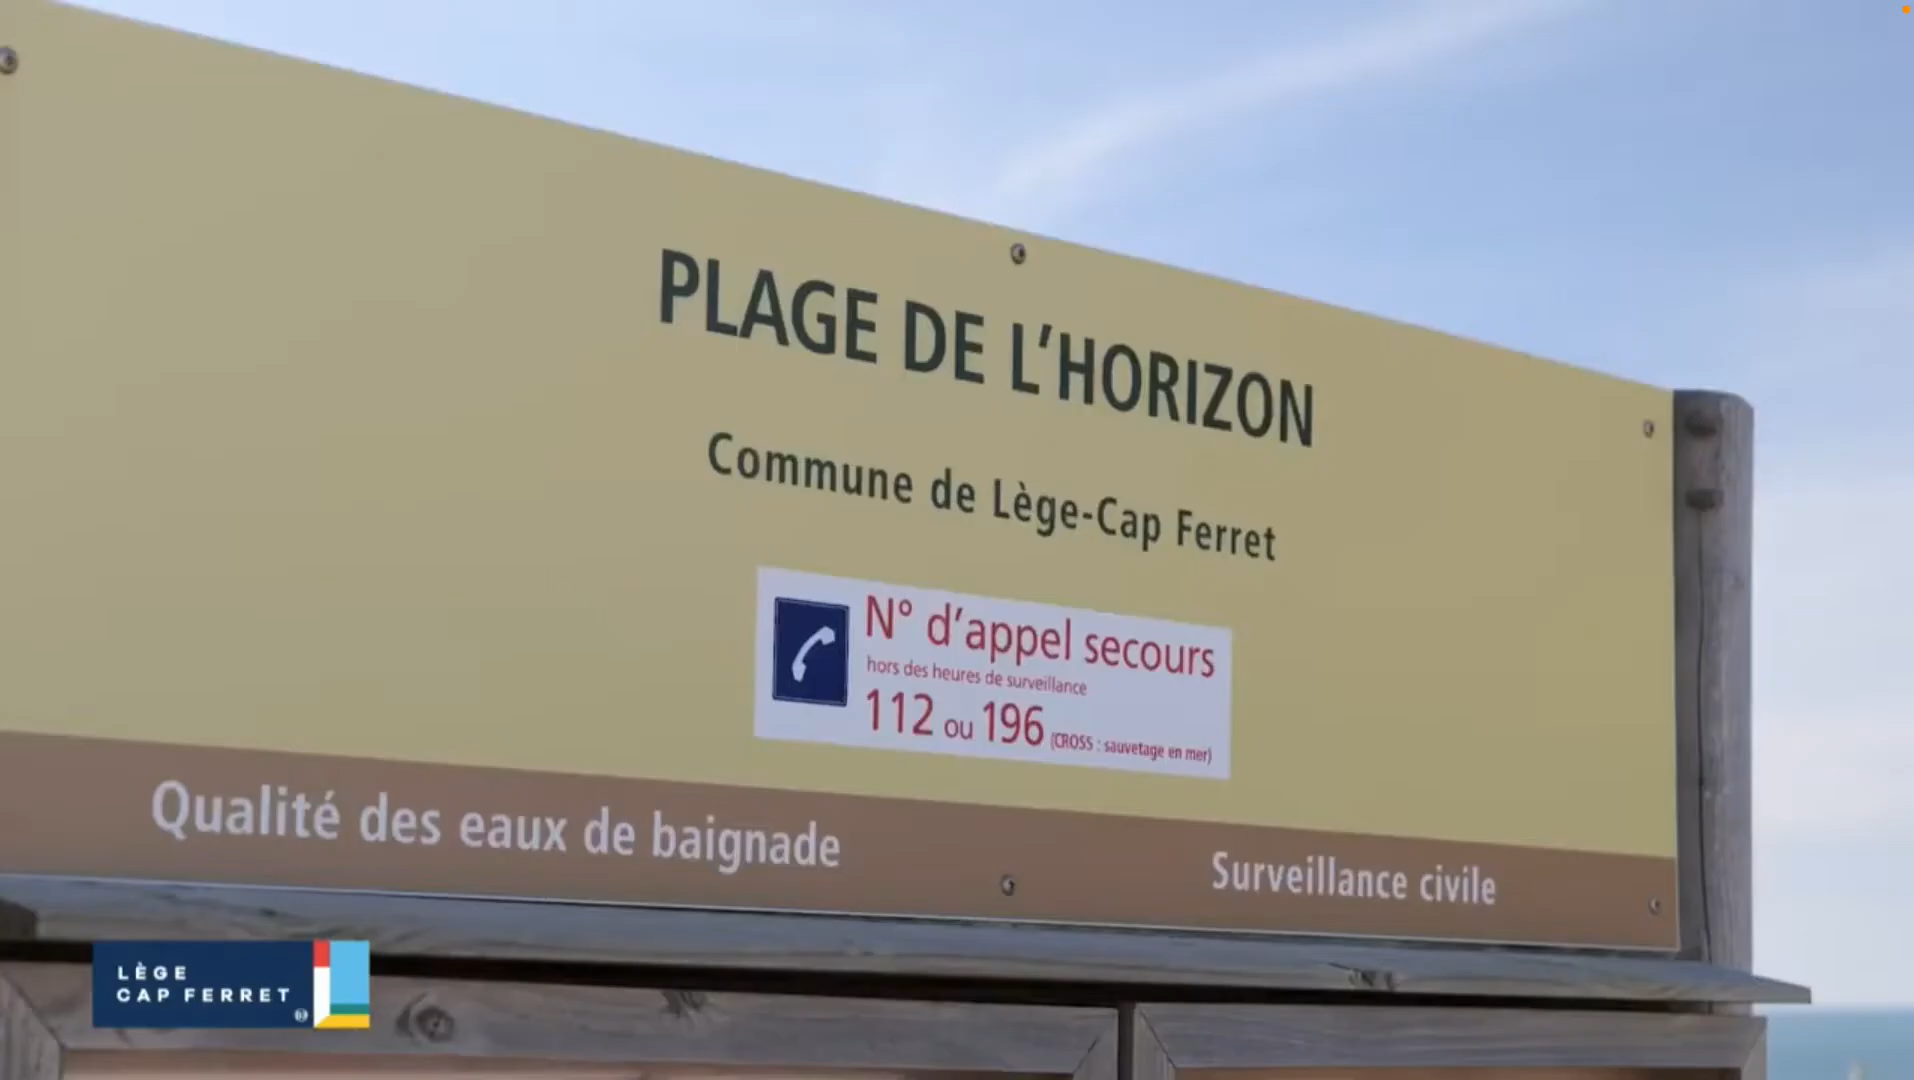 PLAGE DE L'HORIZON
Commune de Lège-Cap Ferret
N° d'appel secours
hors des heures de surveillance
112 ou 196 (CROSS : sauvetage en mer)
Qualité des eaux de baignade
Surveillance civile
LÈGE
CAP FERRET